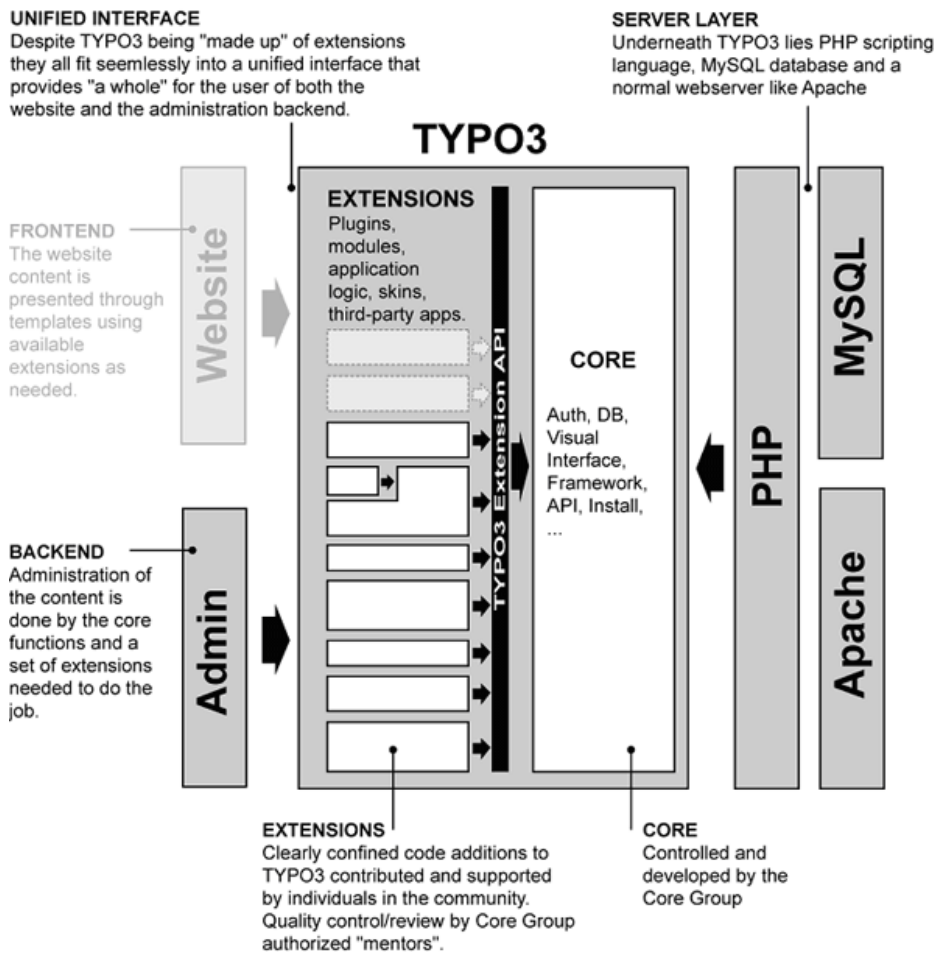 UNIFIED INTERFACE
Despite TYPO3 being "made up" of extensions
they all fit seemlessly into a unified interface that
provides "a whole" for the user of both the
website and the administration backend.
SERVER LAYER
Underneath TYPO3 lies PHP scripting
language, MySQL database and a
normal webserver like Apache
TYPO3
FRONTEND
The website
content is
presented through
templates using
available
extensions as
needed.
Website
BACKEND
Administration of
the content is
done by the core
functions and a
set of extensions
needed to do the
job.
Admin
EXTENSIONS
Plugins,
modules,
application
logic, skins,
third-party apps.
TYPO3 Extension API
CORE
Auth, DB,
Visual
Interface,
Framework,
API, Install,
...
PHP
MySQL
Apache
EXTENSIONS
Clearly confined code additions to
TYPO3 contributed and supported
by individuals in the community.
Quality control/review by Core Group
authorized "mentors".
CORE
Controlled and
developed by the
Core Group